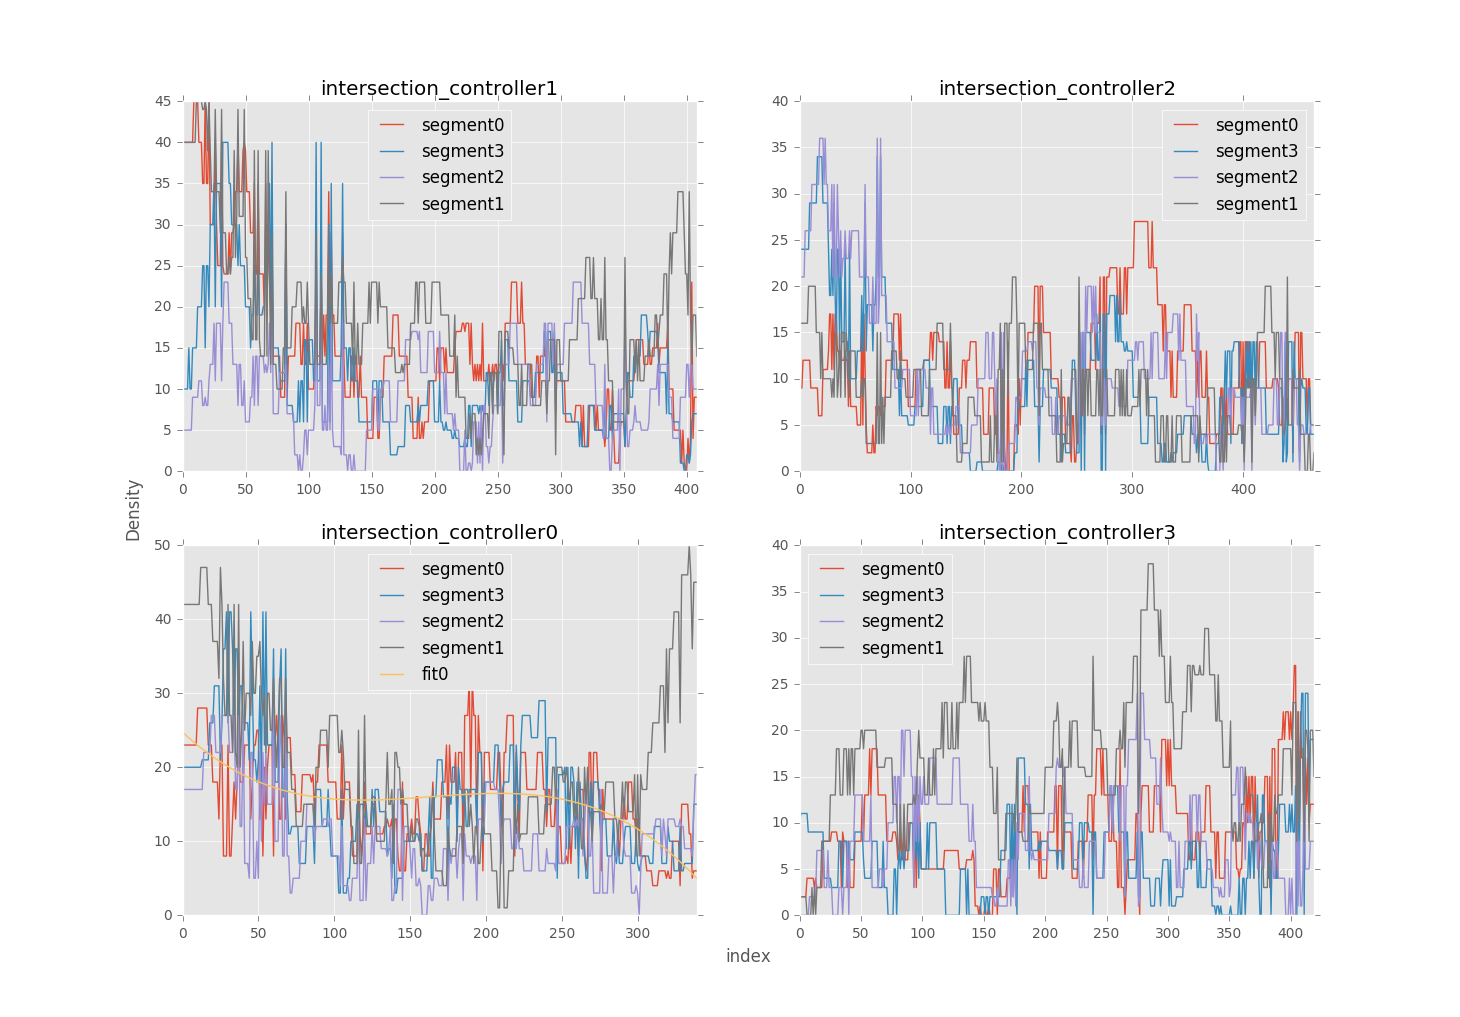 intersection_controller1
45
40
35
30
25
20
15
10
5
0
0 50 100 150 200 250 300 350 400
segment0
segment3
segment2
segment1
intersection_controller2
40
35
30
25
20
15
10
5
0
0 100 200 300 400
segment0
segment3
segment2
segment1
Density
intersection_controller0
50
40
30
20
10
0
0 50 100 150 200 250 300
segment0
segment3
segment2
segment1
fit0
intersection_controller3
40
35
30
25
20
15
10
5
0
0 50 100 150 200 250 300 350 400
segment0
segment3
segment2
segment1
index